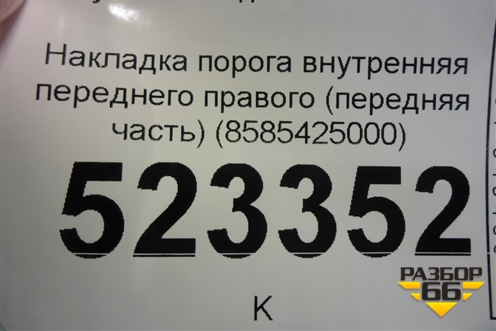 Накладка порога внутренняя
переднего правого (передняя
часть) (8585425000)
523352
К
РАЗБОР
66